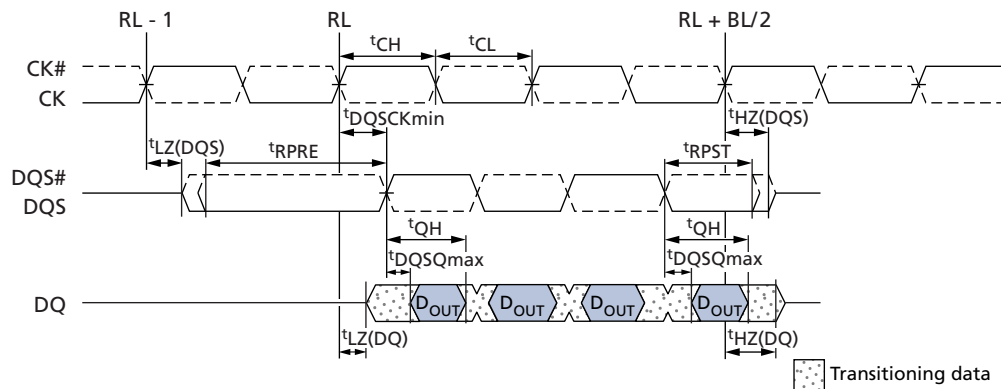 RL - 1 RL RL + BL/2
tCH tCL
CK#
CK
tDQSCKmin tHZ(DQS)
tLZ(DQS) tRPRE tRPST
DQS#
DQS
tQH tQH
tDQSQmax tDQSQmax
DQ DOUT DOUT DOUT DOUT
tLZ(DQ) tHZ(DQ)
Transitioning data